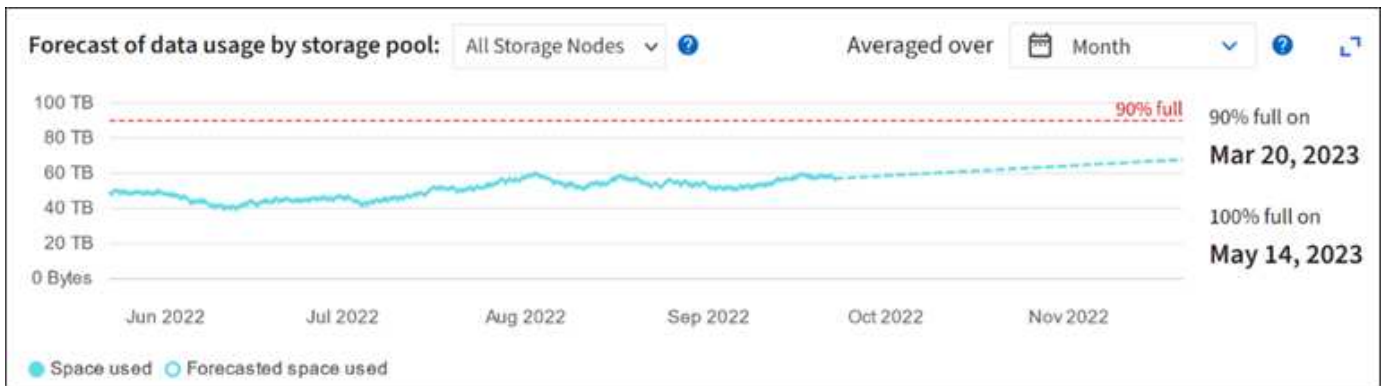 Forecast of data usage by storage pool: All Storage Nodes ? Averaged over Month ?
100 TB
90% full
80 TB
60 TB
40 TB
20 TB
0 Bytes
Jun 2022 Jul 2022 Aug 2022 Sep 2022 Oct 2022 Nov 2022
Space used Forecasted space used
90% full on
Mar 20, 2023
100% full on
May 14, 2023